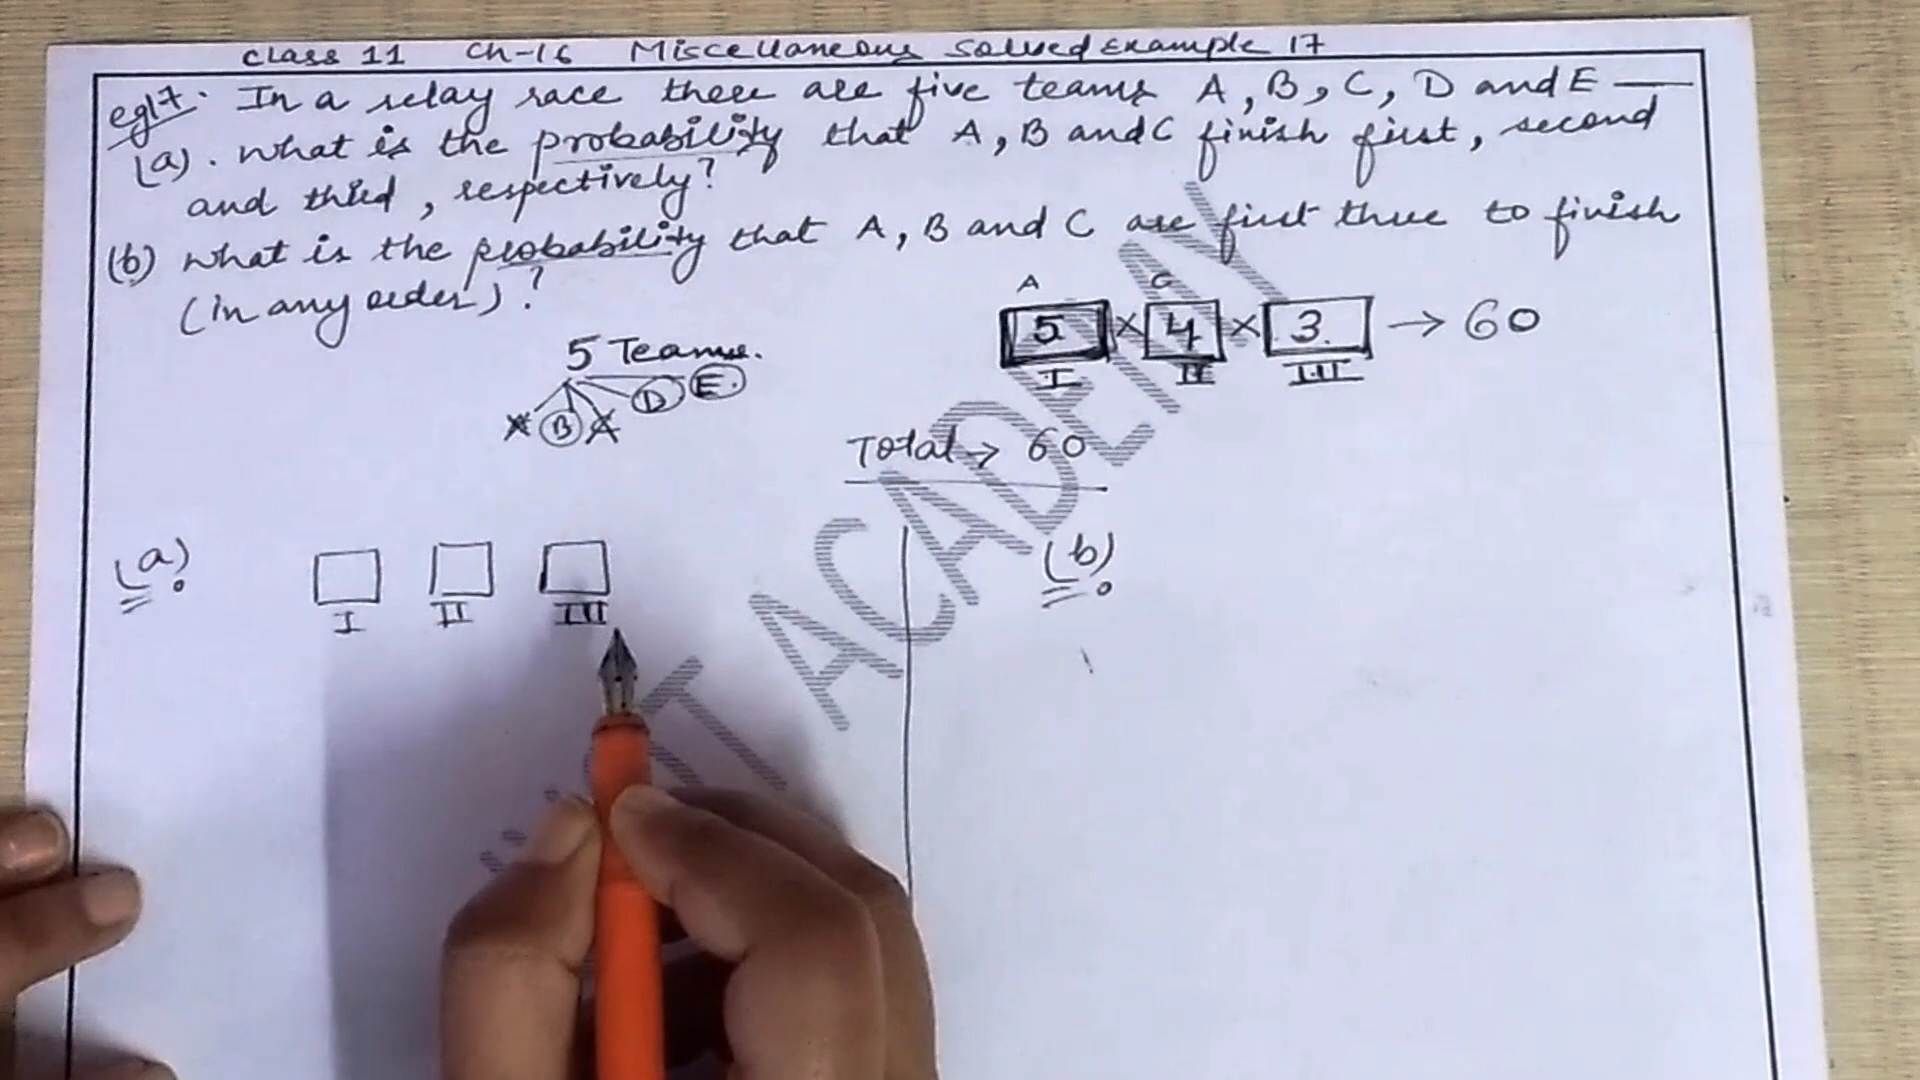 Class 11 Ch-16 Miscellaneous Solved Example 17
eg17. In a relay race there are five teams A, B, C, D and E —
(a). What is the probability that A, B and C finish first, second
and third, respectively?
(b) What is the probability that A, B and C are first three to finish
(in any order)?
A C
5 × 4 × 3. → 60
I II III
5 Teams.
B D E.
Total → 60
(a). (b).
I II III
ACADEMY